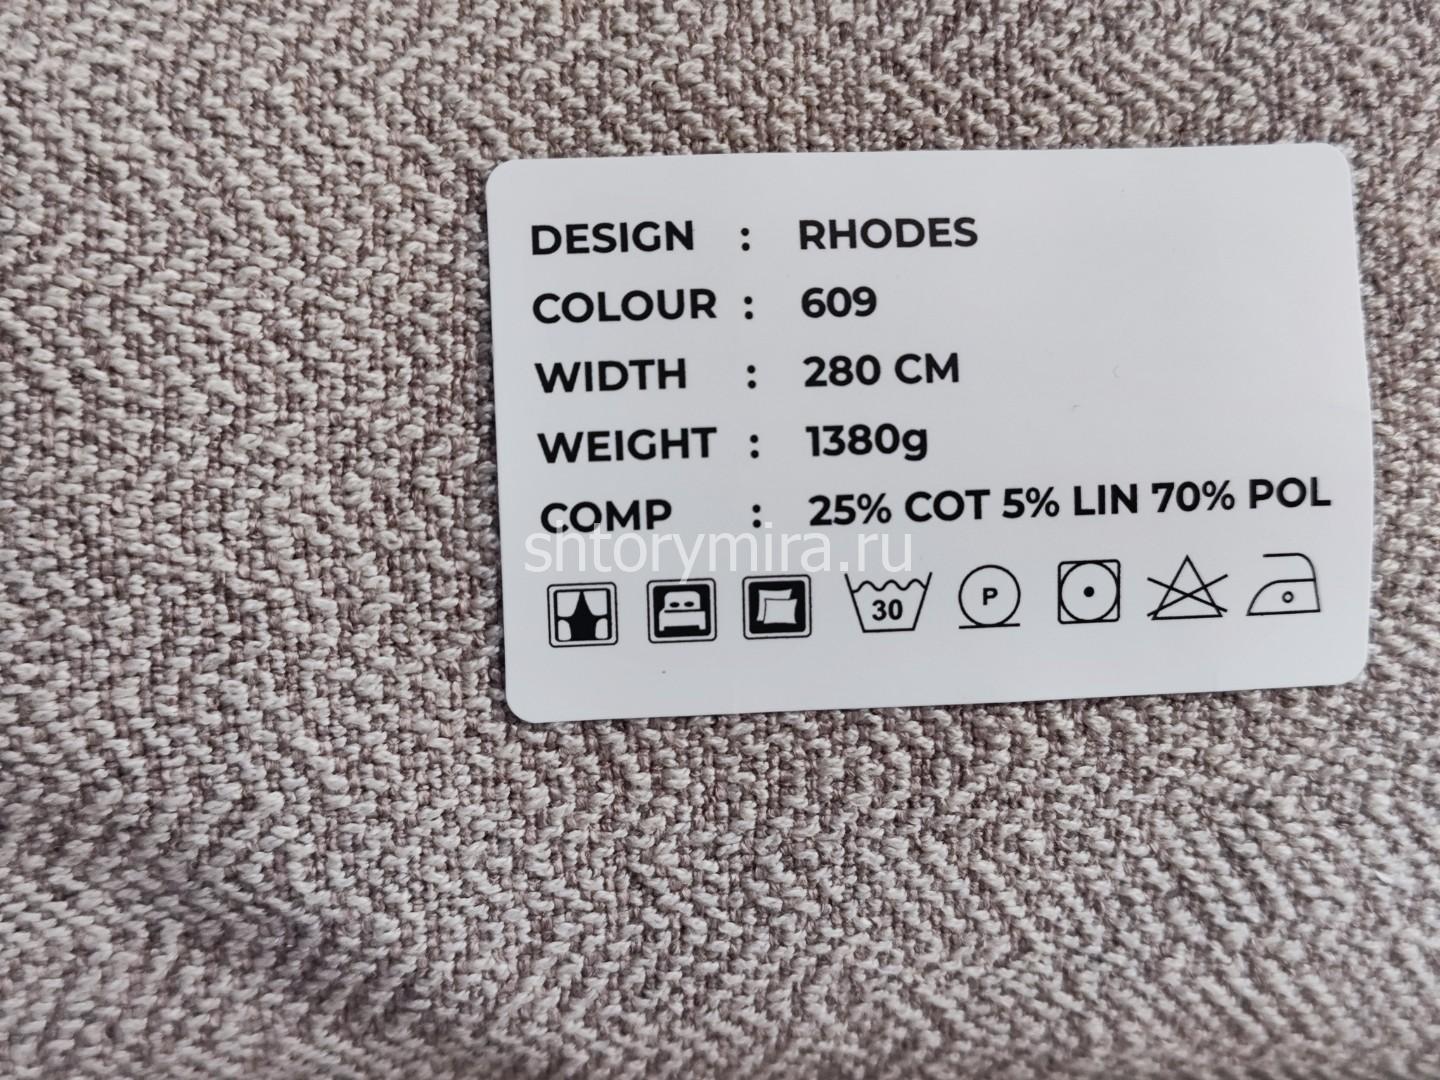 DESIGN : RHODES
COLOUR : 609
WIDTH : 280 CM
WEIGHT : 1380g
COMP : 25% COT 5% LIN 70% POL
shtorymira.ru
30 P